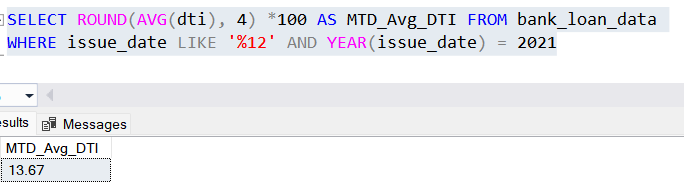 SELECT ROUND(AVG(dti), 4) *100 AS MTD_Avg_DTI FROM bank_loan_data
WHERE issue_date LIKE '%12' AND YEAR(issue_date) = 2021
esults Messages
MTD_Avg_DTI
13.67